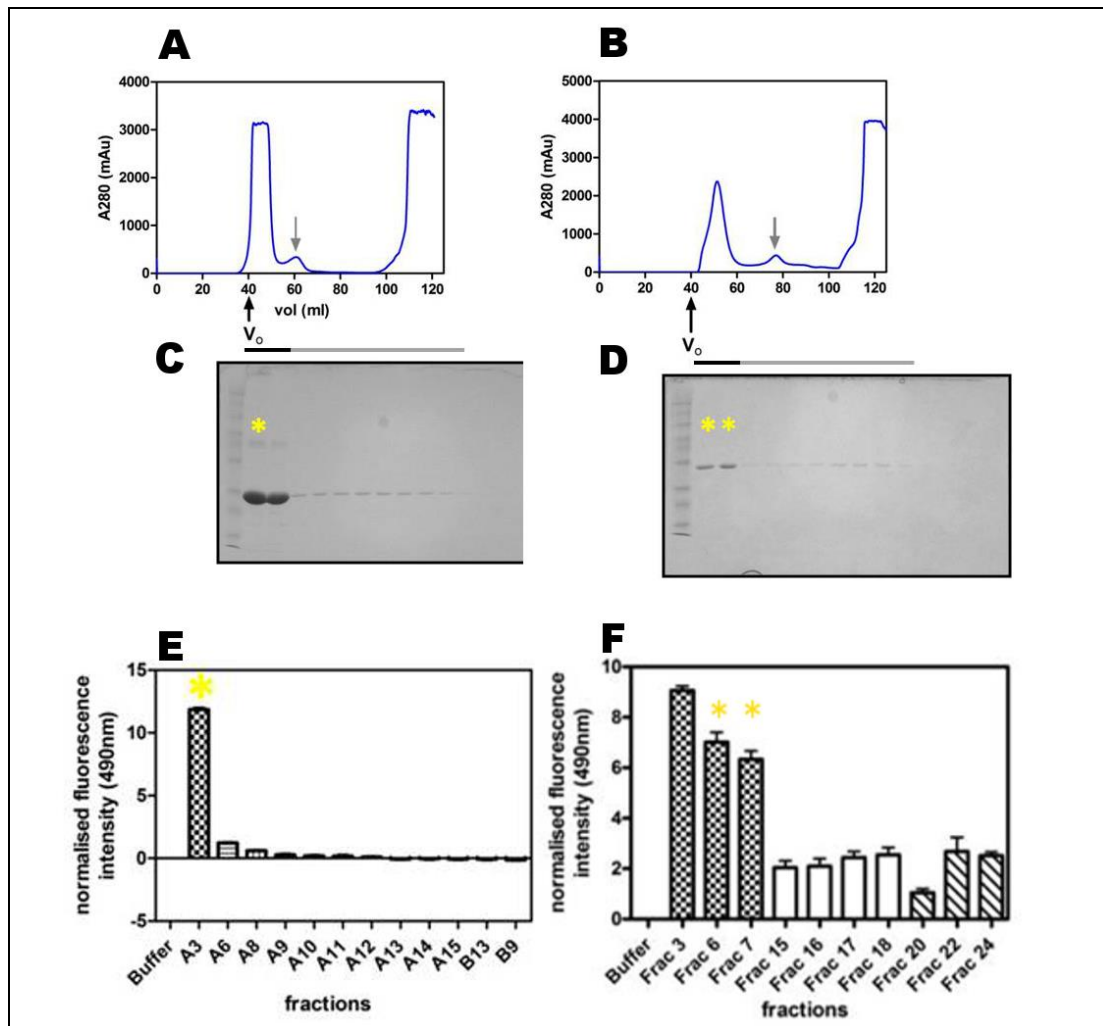 A
B
A280 (mAu)
4000
3000
2000
1000
0
0 20 40 60 80 100 120
vol (ml)
Vo
A280 (mAu)
5000
4000
3000
2000
1000
0
0 20 40 60 80 100 120
Vo
C
*
D
* *
E
normalised fluorescence
intensity (490nm)
15
10
5
0
-5
*
Buffer A3 A6 A8 A9 A10 A11 A12 A13 A14 A15 B13 B9
fractions
F
normalised fluorescence
intensity (490nm)
10
8
6
4
2
0
* *
Buffer Frac 3 Frac 6 Frac 7 Frac 15 Frac 16 Frac 17 Frac 18 Frac 20 Frac 22 Frac 24
fractions